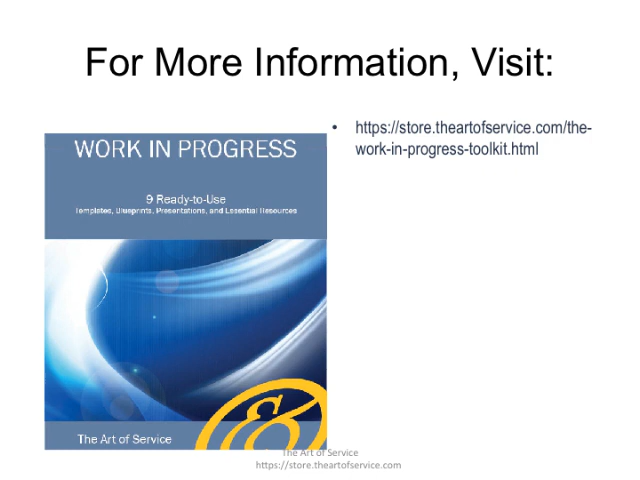 For More Information, Visit:
• https://store.theartofservice.com/the-
work-in-progress-toolkit.html
WORK IN PROGRESS
9 Ready-to-Use
Templates, Blueprints, Presentations, and Essential Resources
The Art of Service
The Art of Service
https://store.theartofservice.com